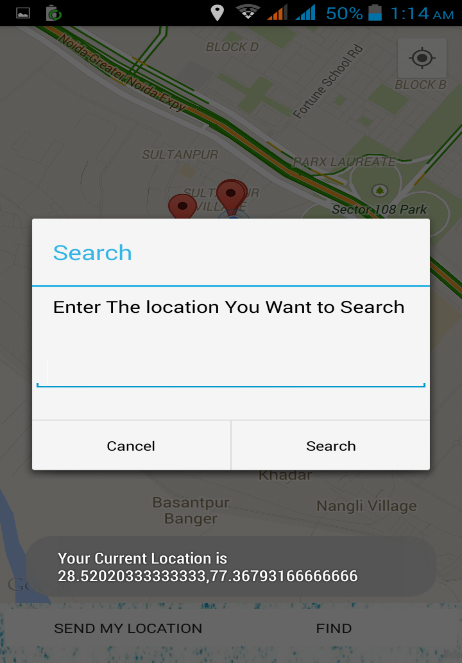 50% 1:14 AM
BLOCK D
Noida-Greater Noida Expy
Fortune School Rd
BLOCK B
SULTANPUR
PARX LAUREATE
SULTANPUR
VILLAGE
Sector 108 Park
Search
Enter The location You Want to Search
Cancel
Search
Khadar
Basantpur
Banger
Nangli Village
Your Current Location is
28.52020333333333,77.36793166666666
SEND MY LOCATION
FIND